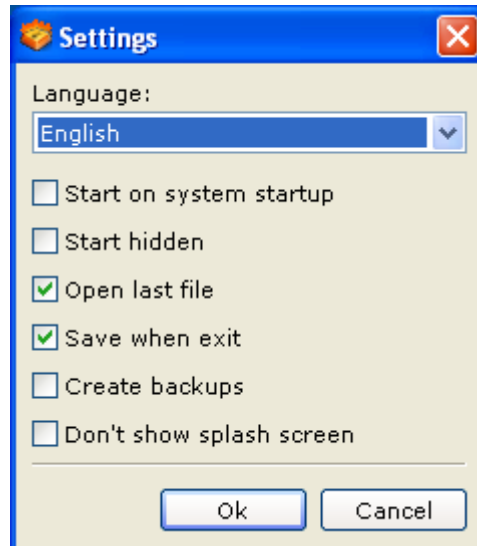 Settings
Language:
English
Start on system startup
Start hidden
Open last file
Save when exit
Create backups
Don't show splash screen
Ok Cancel